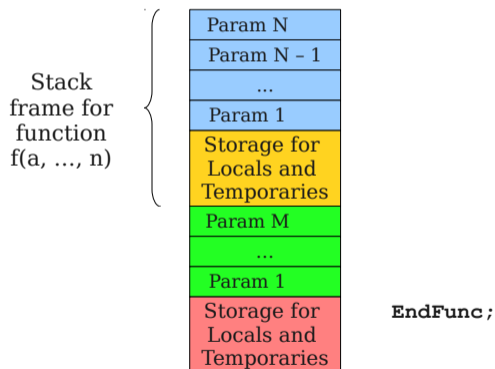 Stack
frame for
function
f(a, …, n)
Param N
Param N – 1
...
Param 1
Storage for
Locals and
Temporaries
Param M
...
Param 1
Storage for
Locals and
Temporaries
EndFunc;